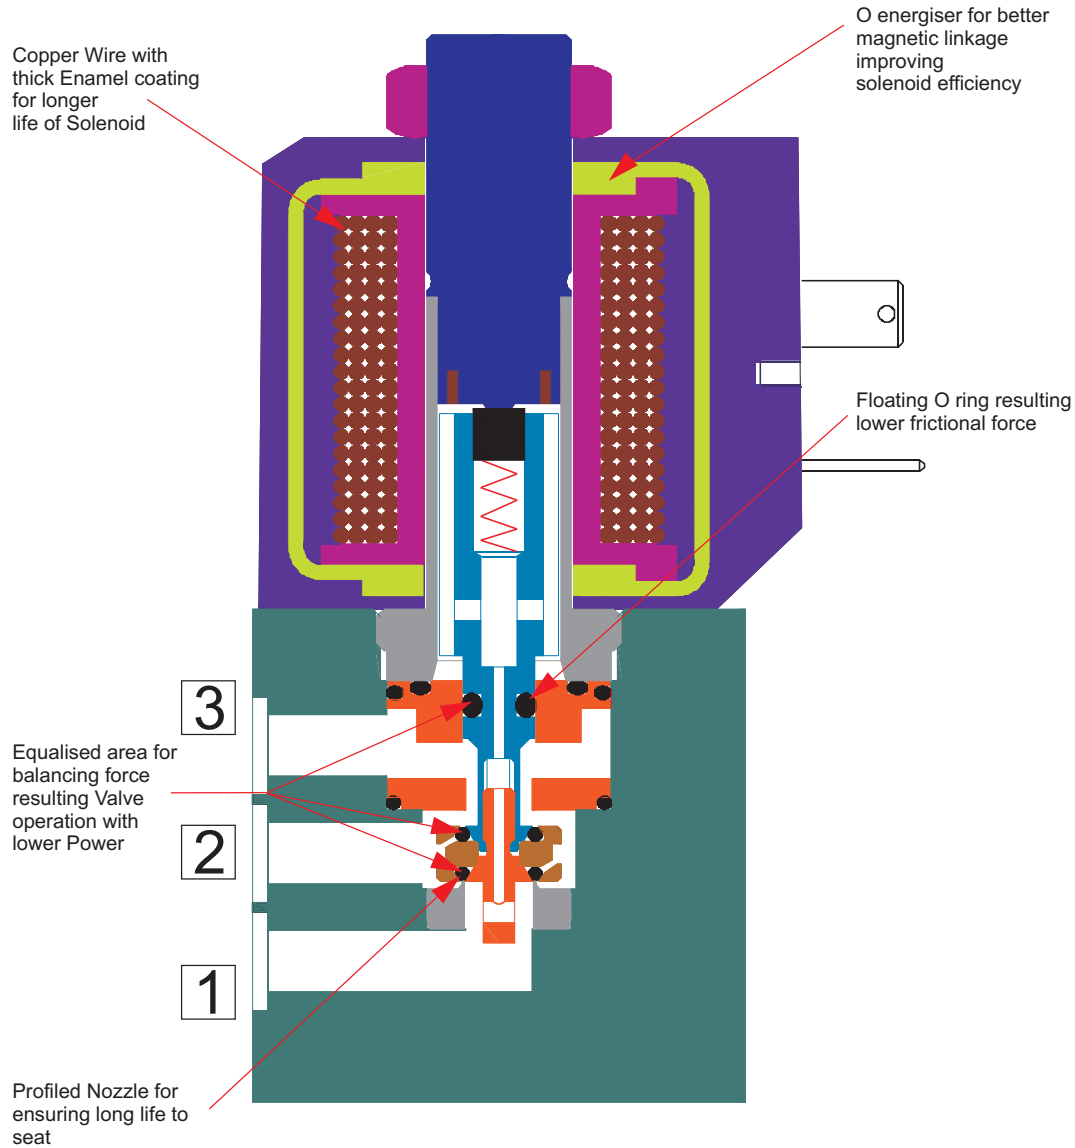 Copper Wire with
thick Enamel coating
for longer
life of Solenoid
O energiser for better
magnetic linkage
improving
solenoid efficiency
Floating O ring resulting
lower frictional force
3
Equalised area for
balancing force
resulting Valve
operation with
lower Power
2
1
Profiled Nozzle for
ensuring long life to
seat